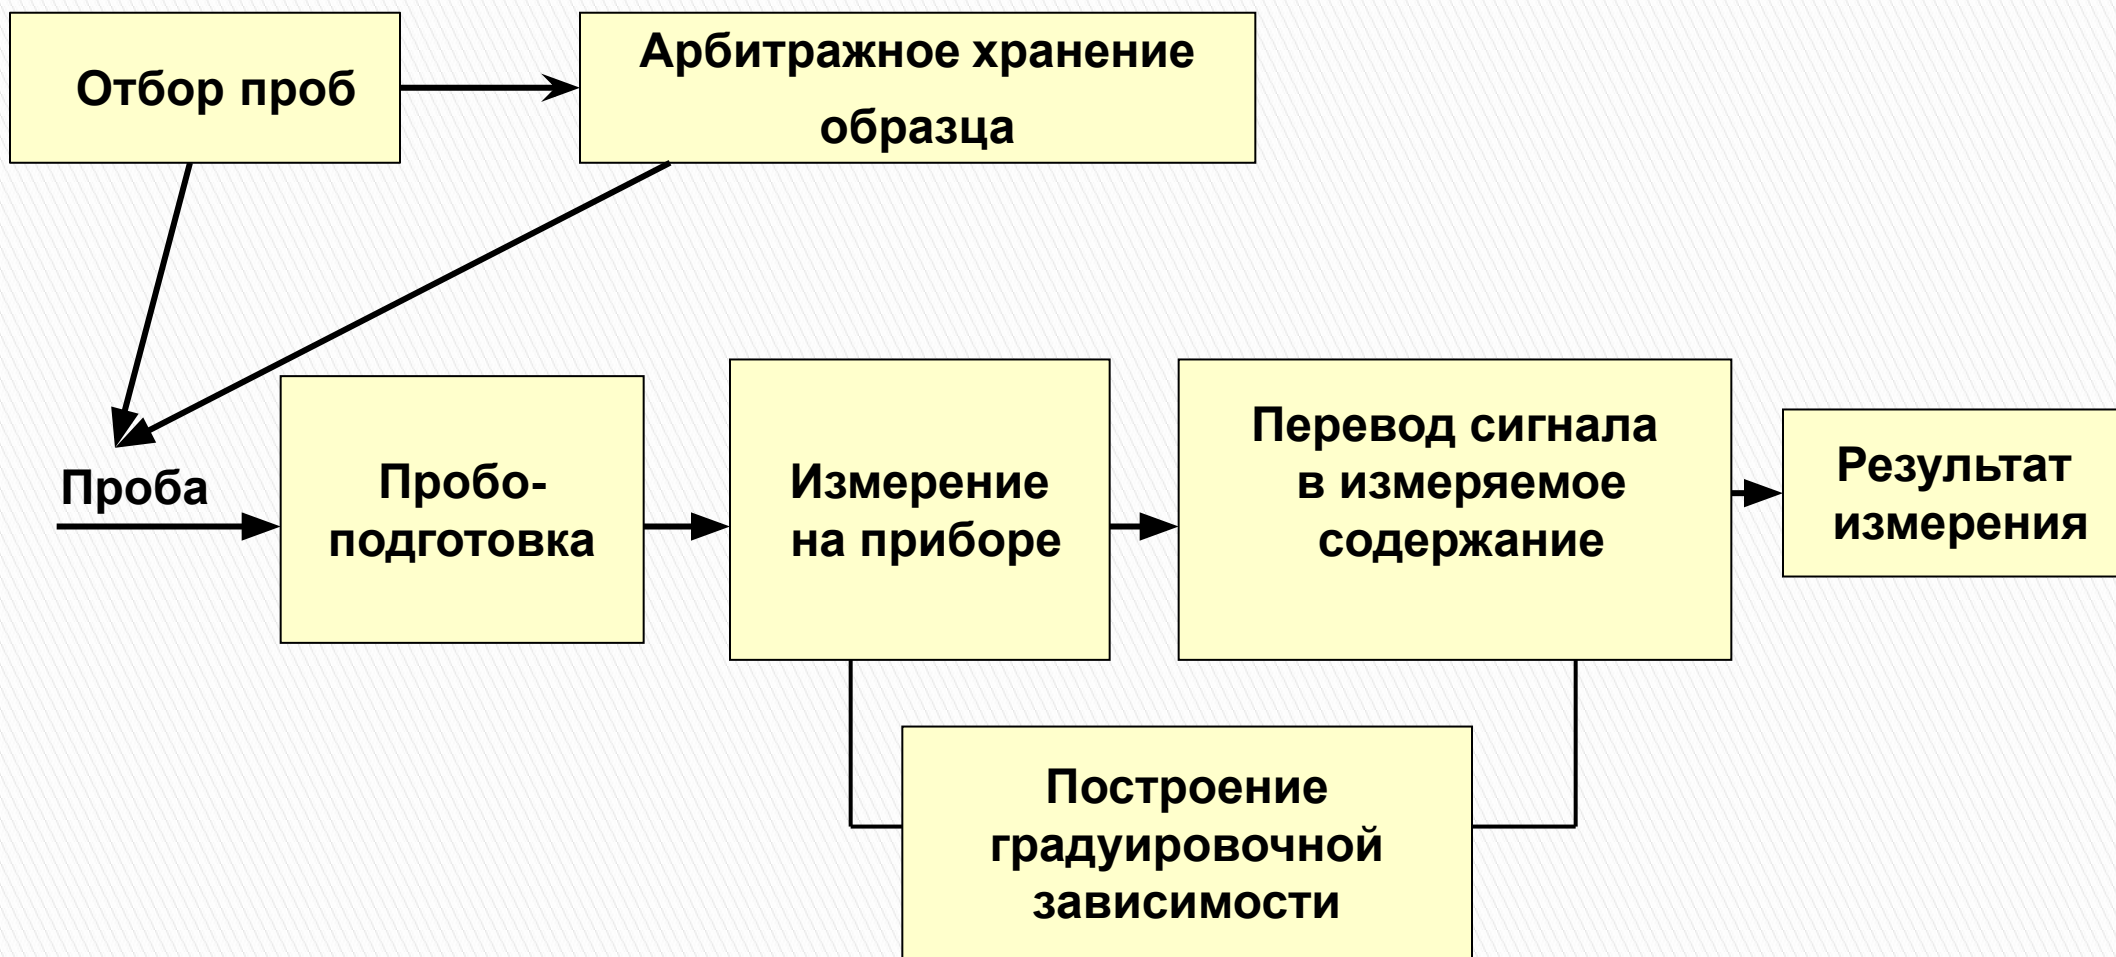 Отбор проб
Арбитражное хранение
образца
Проба
Пробо-
подготовка
Измерение
на приборе
Перевод сигнала
в измеряемое
содержание
Результат
измерения
Построение
градуировочной
зависимости